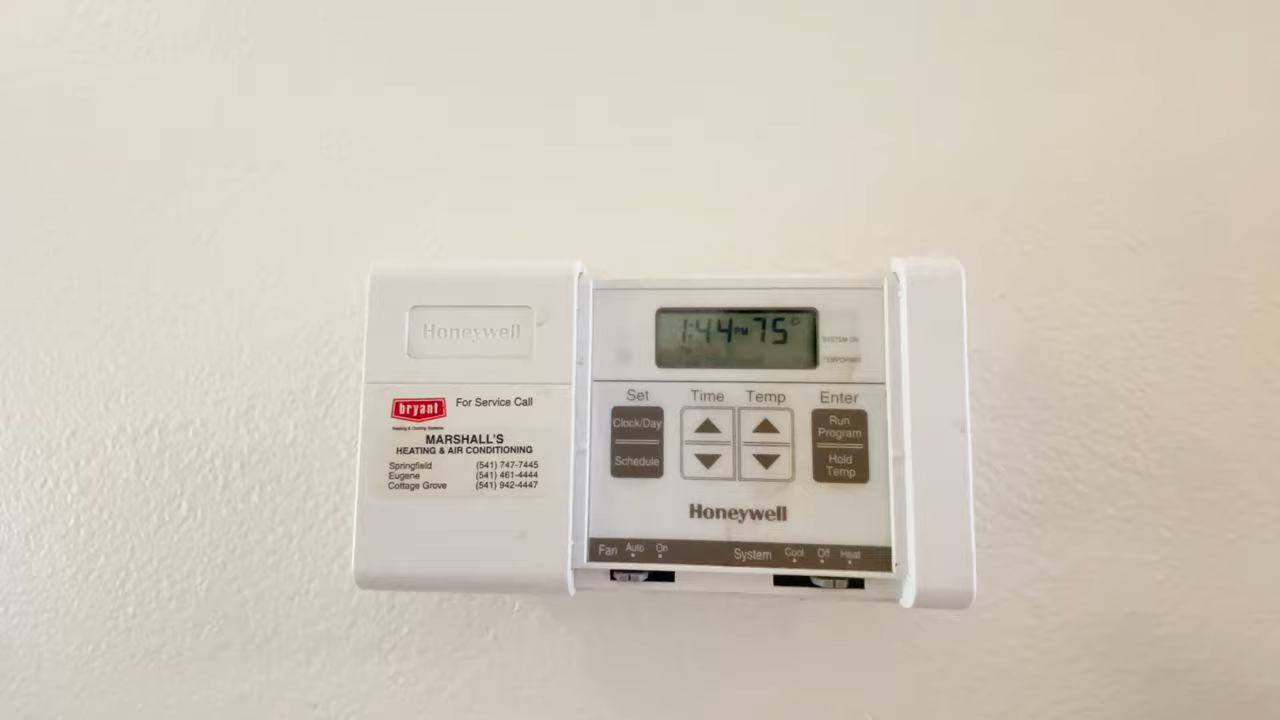 Honeywell
bryant
For Service Call
Heating & Cooling Systems
MARSHALL'S
HEATING & AIR CONDITIONING
Springfield (541) 747-7445
Eugene (541) 461-4444
Cottage Grove (541) 942-4447
1:44 PM 75°
SYSTEM ON
TEMPORARY
Set Time Temp Enter
Clock/Day
Schedule
Run
Program
Hold
Temp
Honeywell
Fan Auto On System Cool Off Heat